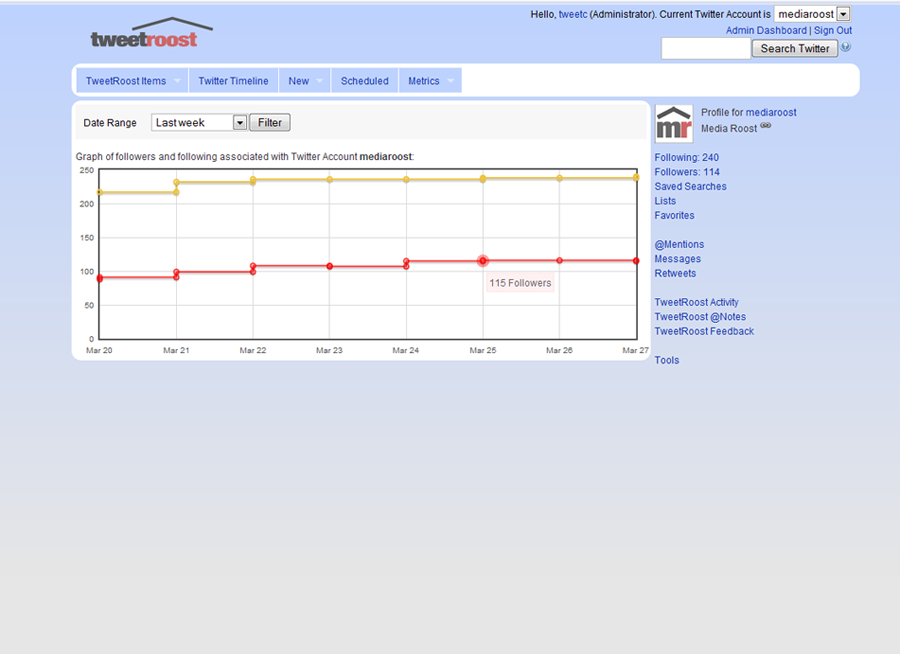 Hello, tweetc (Administrator). Current Twitter Account is mediaroost
tweetroost
Admin Dashboard | Sign Out
Search Twitter
TweetRoost Items Twitter Timeline New Scheduled Metrics
Date Range Last week Filter
mr
Profile for mediaroost
Media Roost
Graph of followers and following associated with Twitter Account mediaroost:
250
200
150
100
50
0
115 Followers
Mar 20 Mar 21 Mar 22 Mar 23 Mar 24 Mar 25 Mar 26 Mar 27
Following: 240
Followers: 114
Saved Searches
Lists
Favorites
@Mentions
Messages
Retweets
TweetRoost Activity
TweetRoost @Notes
TweetRoost Feedback
Tools